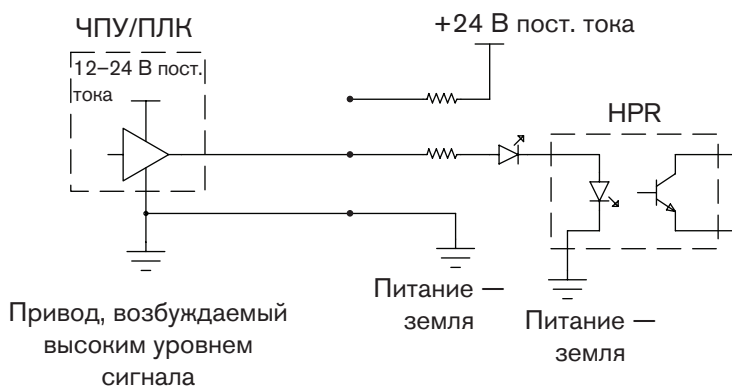 ЧПУ/ПЛК
12–24 В пост.
тока
+24 В пост. тока
HPR
Питание —
земля
Питание —
земля
Привод, возбуждаемый
высоким уровнем
сигнала